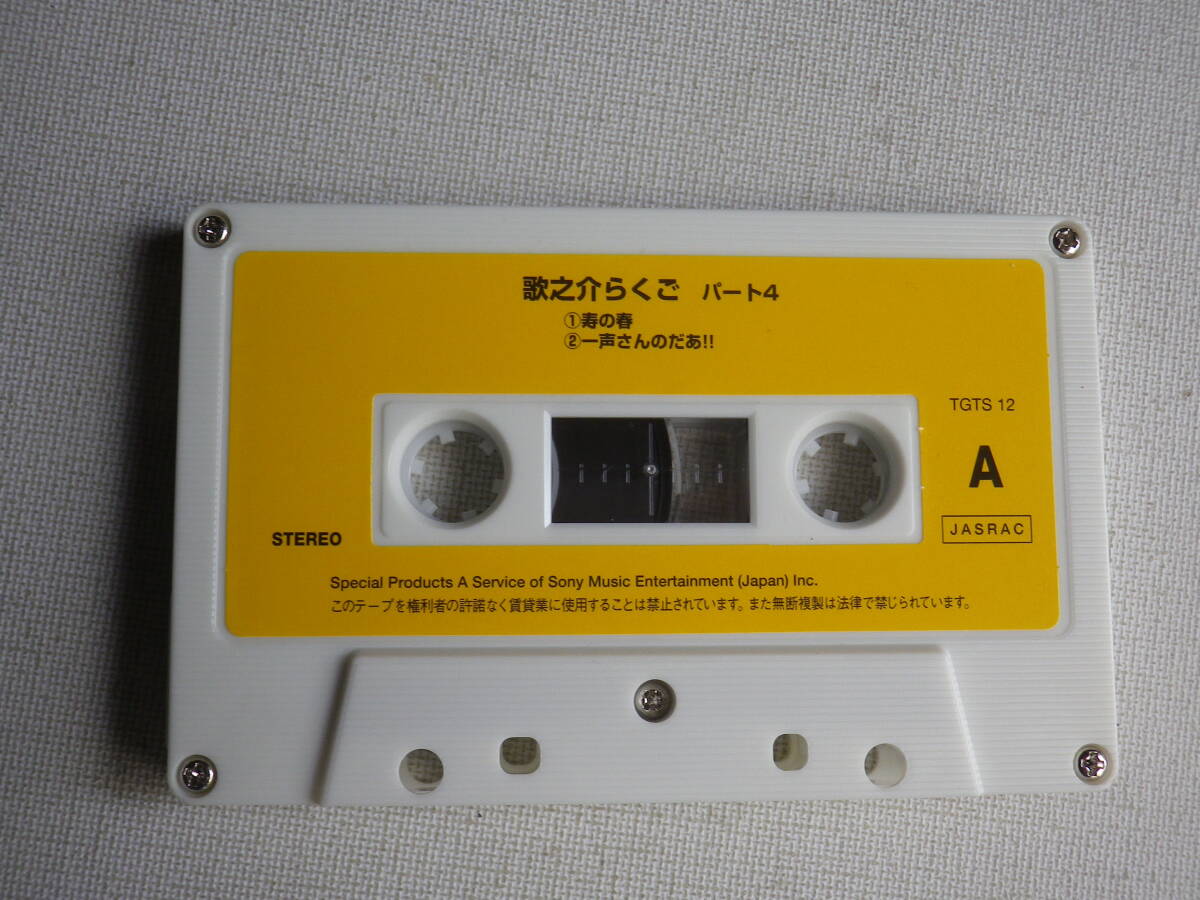 歌之介らくご パート4
①寿の春
②一声さんのだあ!!
TGTS 12
A
JASRAC
STEREO
Special Products A Service of Sony Music Entertainment (Japan) Inc.
このテープを権利者の許諾なく賃貸業に使用することは禁止されています。また無断複製は法律で禁じられています。